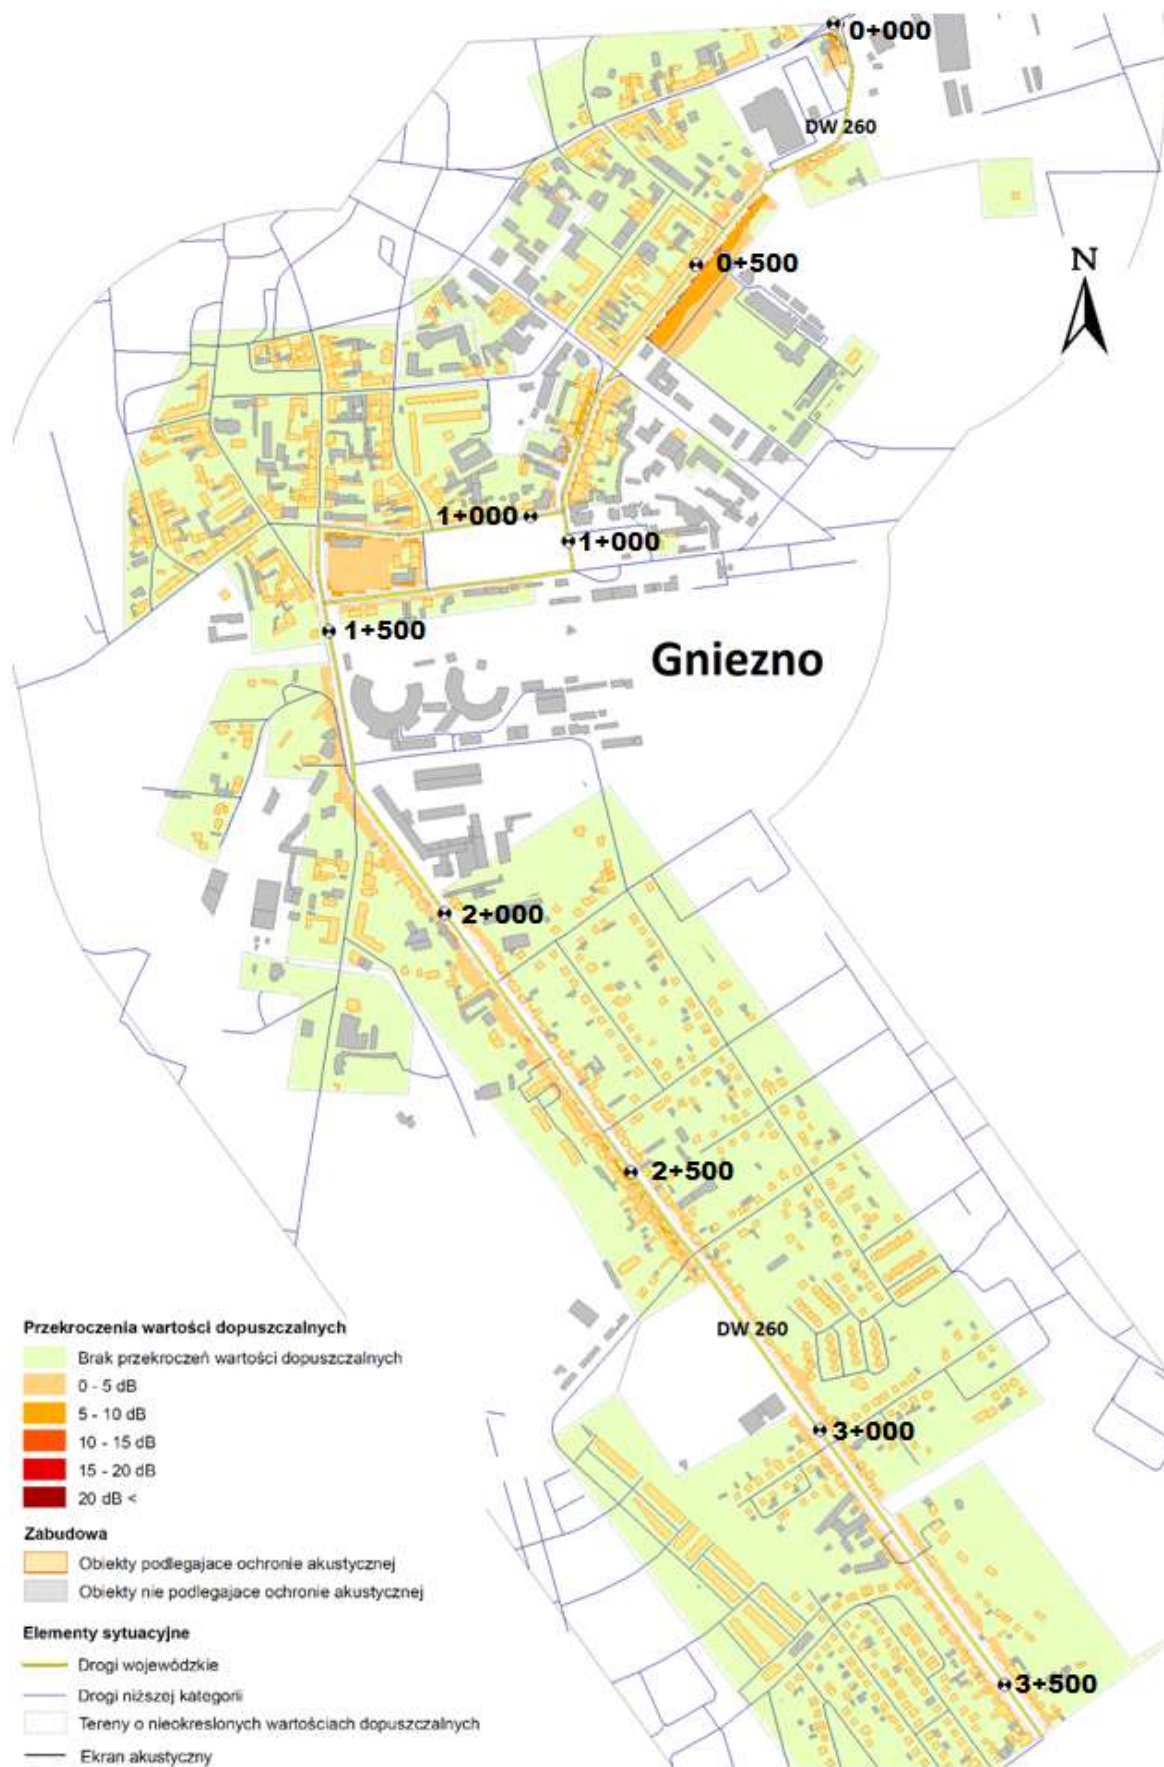 0+000
DW 260
0+500
N
1+000
1+000
1+500
Gniezno
2+000
2+500
DW 260
3+000
3+500
Przekroczenia wartości dopuszczalnych
Brak przekroczeń wartości dopuszczalnych
0 - 5 dB
5 - 10 dB
10 - 15 dB
15 - 20 dB
20 dB <
Zabudowa
Obiekty podlegajace ochronie akustycznej
Obiekty nie podlegajace ochronie akustycznej
Elementy sytuacyjne
Drogi wojewódzkie
Drogi niższej kategorii
Tereny o nieokreslonych wartościach dopuszczalnych
Ekran akustyczny